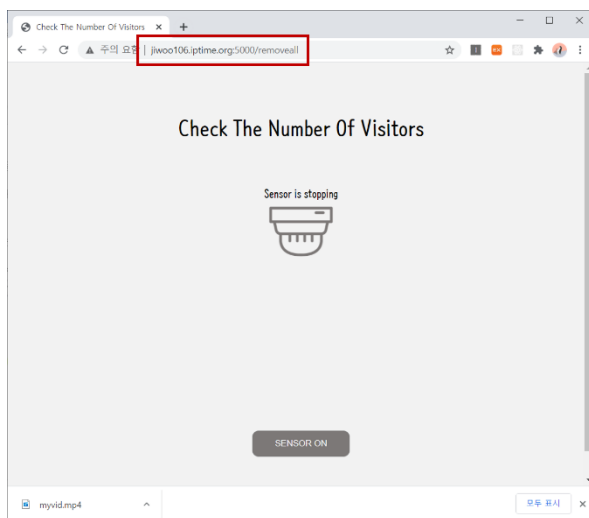 Check The Number Of Visitors
주의 요함 | jiwoo106.iptime.org:5000/removeall
Check The Number Of Visitors
Sensor is stopping
SENSOR ON
myvid.mp4
모두 표시